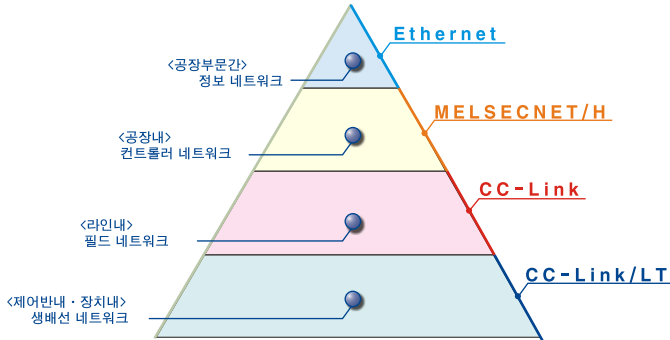 Ethernet
<공장부문간>
정보 네트워크
MELSECNET/H
<공장내>
컨트롤러 네트워크
CC-Link
<라인내>
필드 네트워크
CC-Link/LT
<제어반내·장치내>
생배선 네트워크